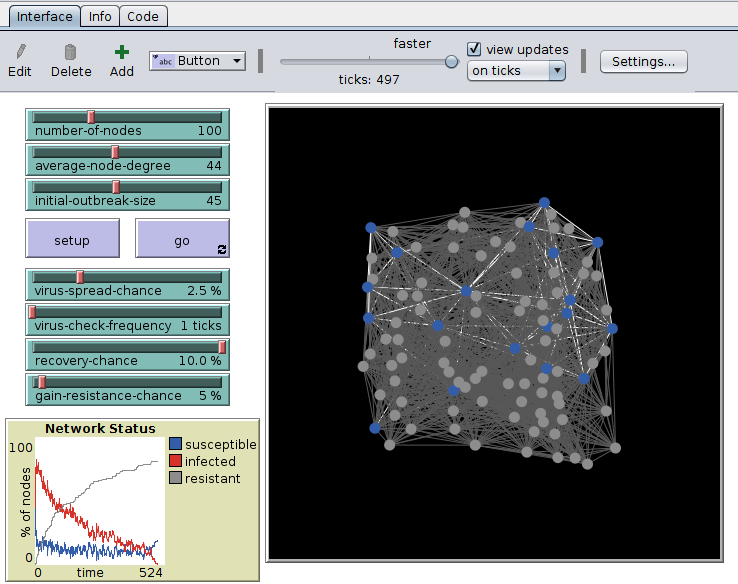 Interface Info Code
faster
view updates
Edit Delete Add abc Button on ticks Settings...
ticks: 497
number-of-nodes 100
average-node-degree 44
initial-outbreak-size 45
setup go
virus-spread-chance 2.5 %
virus-check-frequency 1 ticks
recovery-chance 10.0 %
gain-resistance-chance 5 %
Network Status
100
% of nodes
0
0 time 524
susceptible
infected
resistant